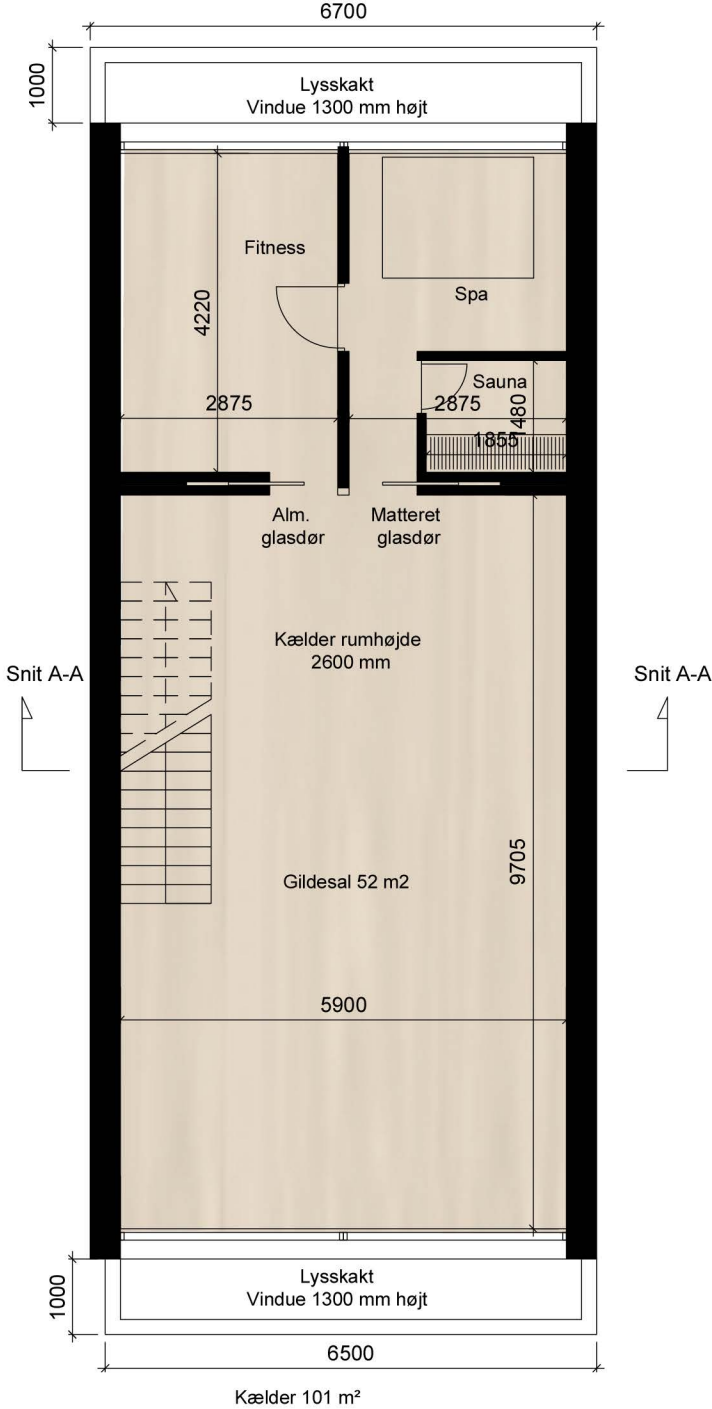 6700
1000
Lysskakt
Vindue 1300 mm højt
Fitness
Spa
4220
Sauna
2875
2875
1480
1855
Alm.
glasdør
Matteret
glasdør
Kælder rumhøjde
2600 mm
Snit A-A
Snit A-A
Gildesal 52 m2
9705
5900
1000
Lysskakt
Vindue 1300 mm højt
6500
Kælder 101 m²